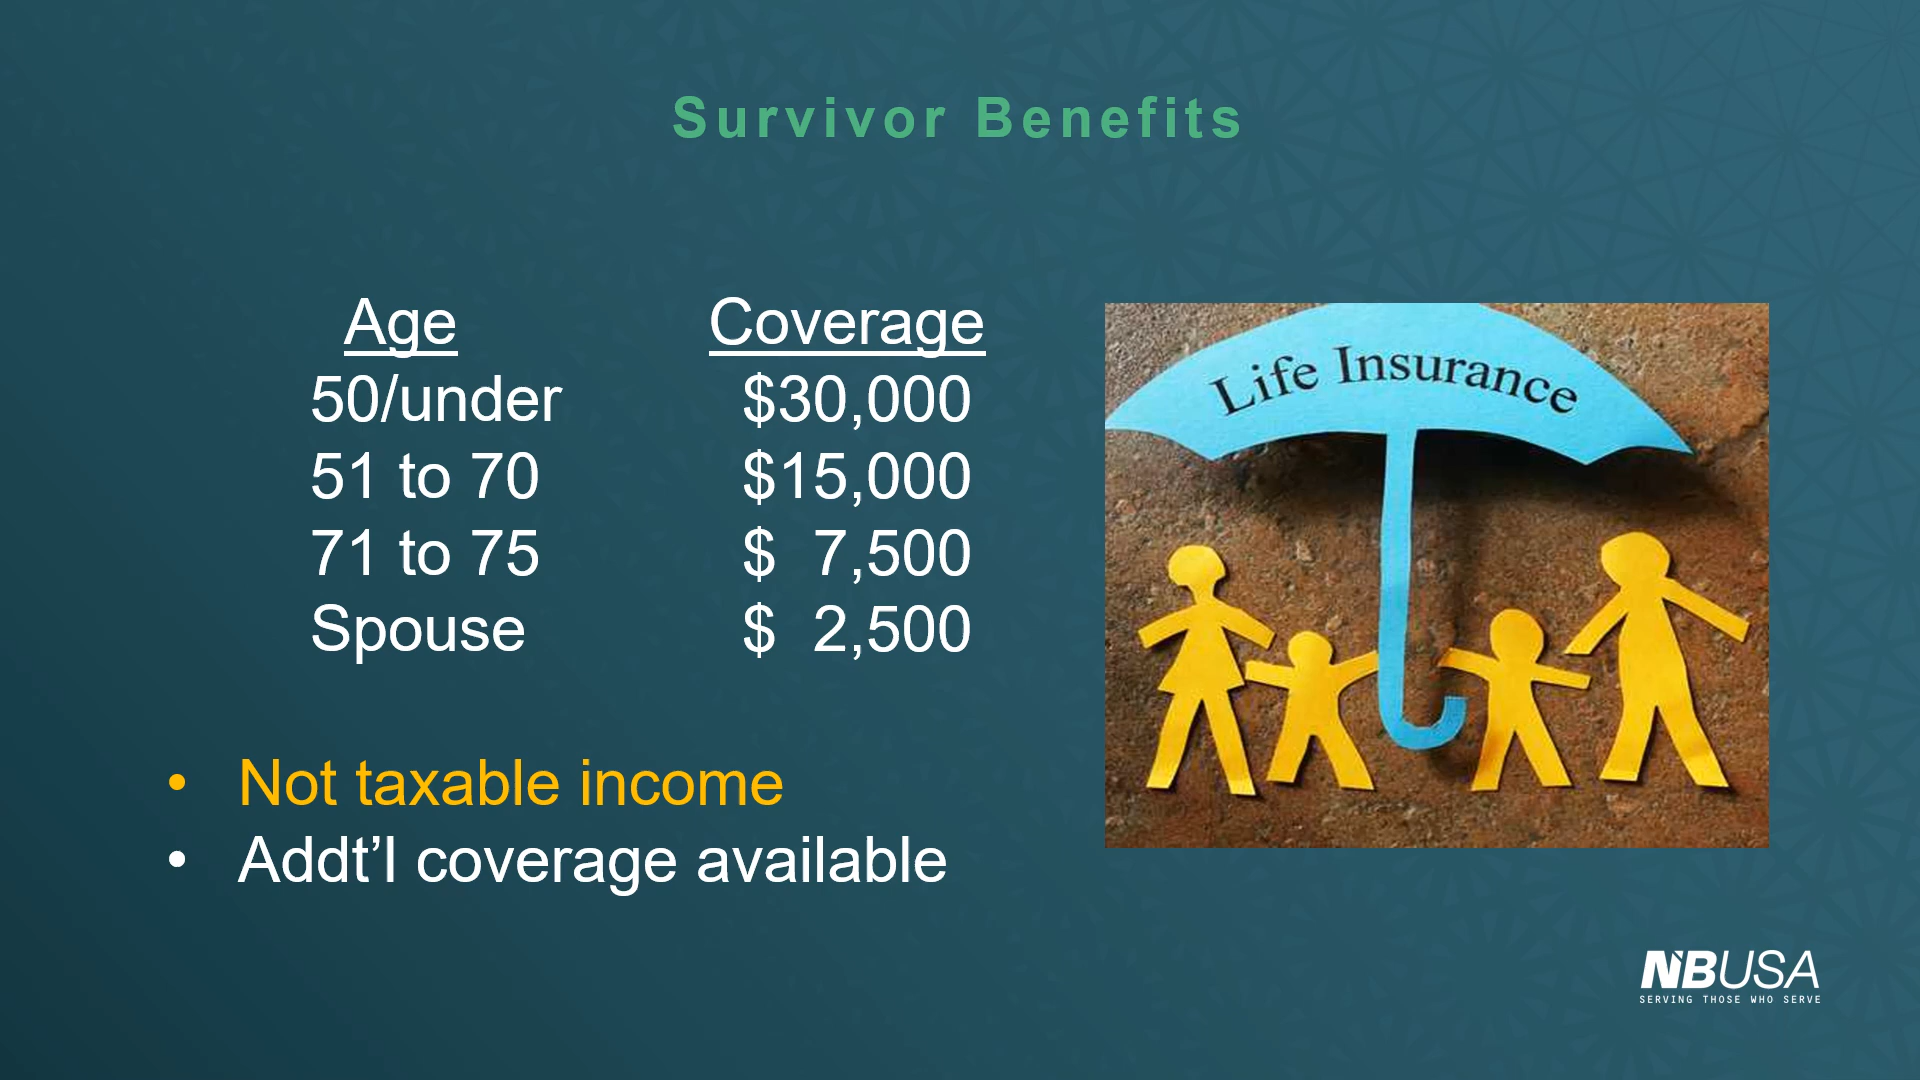 Survivor Benefits
Age Coverage
50/under $30,000
51 to 70 $15,000
71 to 75 $ 7,500
Spouse $ 2,500
• Not taxable income
• Addt’l coverage available
Life Insurance
NBUSA
SERVING THOSE WHO SERVE